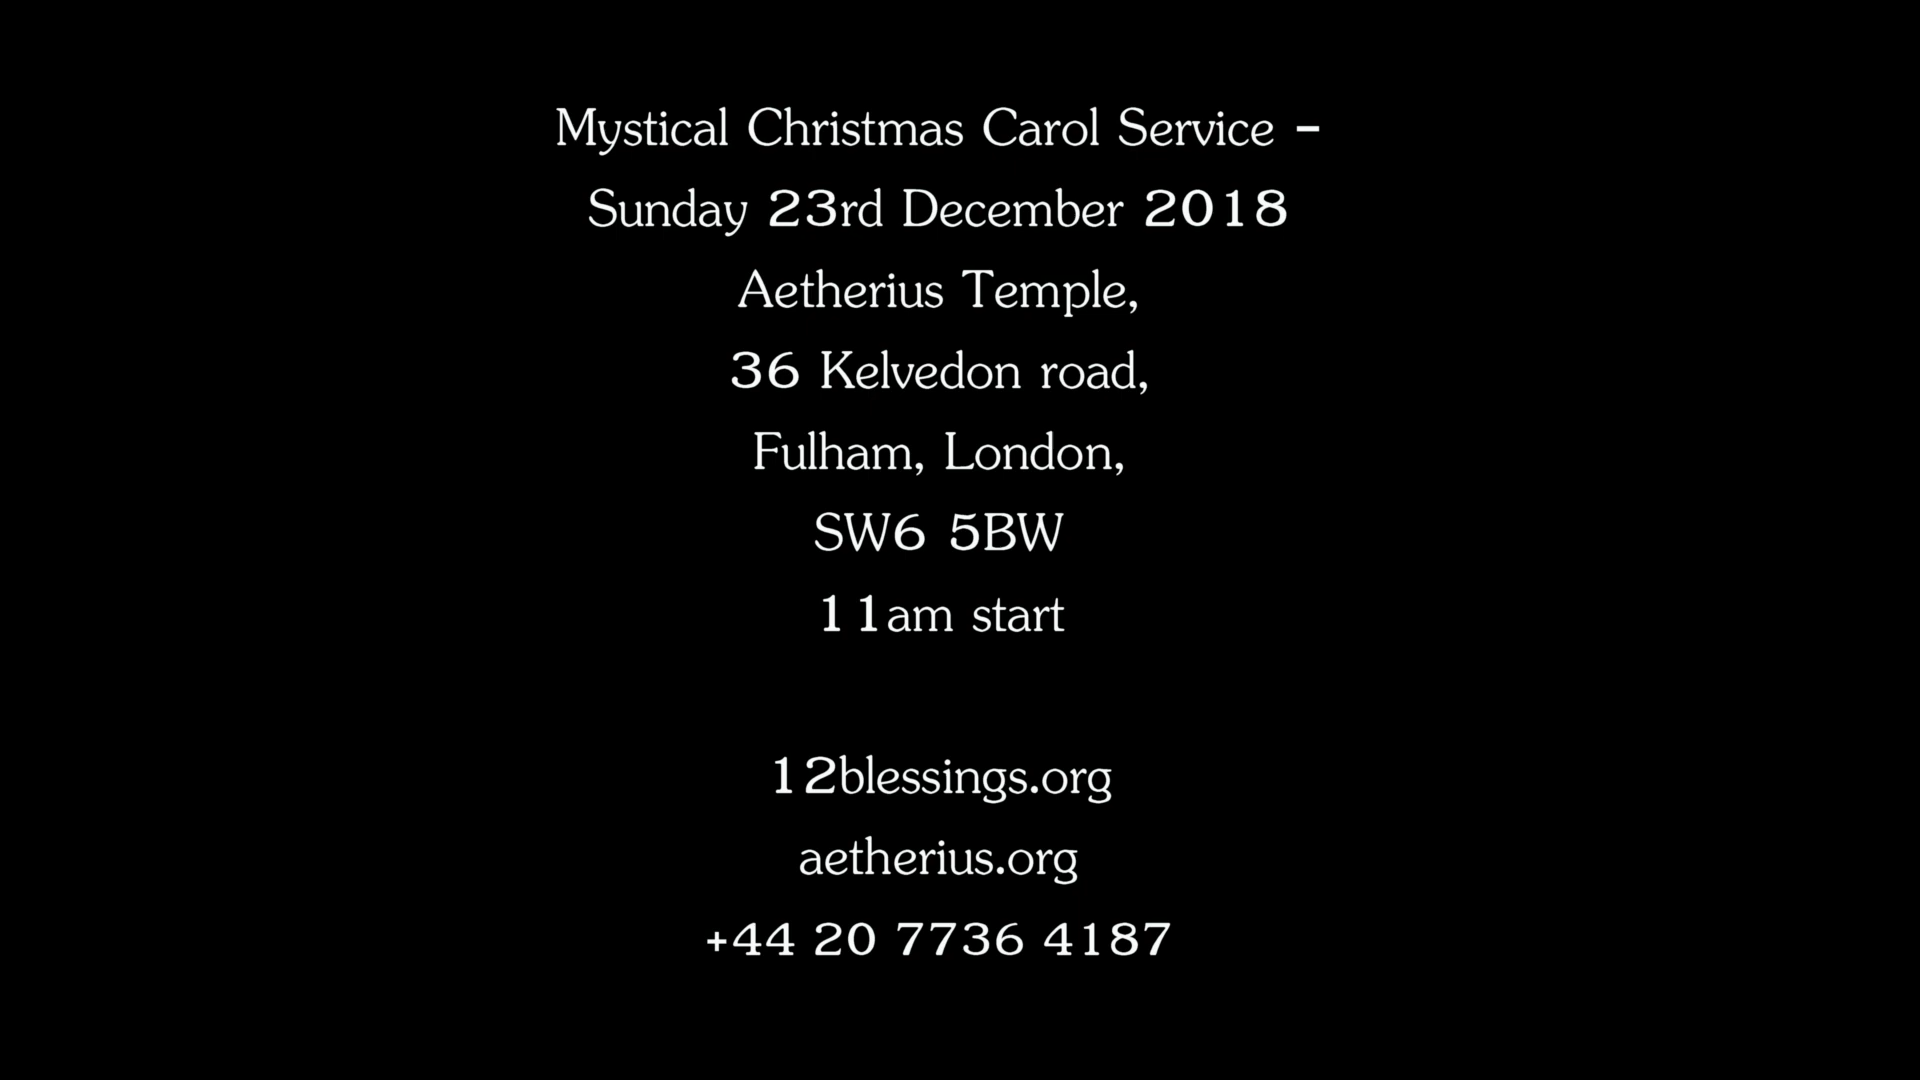 Mystical Christmas Carol Service -
Sunday 23rd December 2018
Aetherius Temple,
36 Kelvedon road,
Fulham, London,
SW6 5BW
11am start
12blessings.org
aetherius.org
+44 20 7736 4187